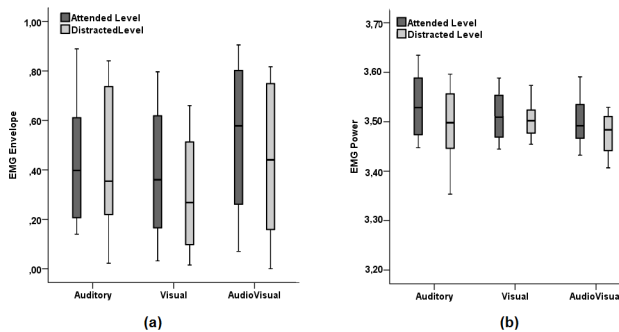 Attended Level
DistractedLevel
EMG Envelope
1,00
,80
,60
,40
,20
,00
Auditory
Visual
AudioVisual
(a)
Attended Level
Distracted Level
EMG Power
3,70
3,60
3,50
3,40
3,30
3,20
Auditory
Visual
AudioVisual
(b)